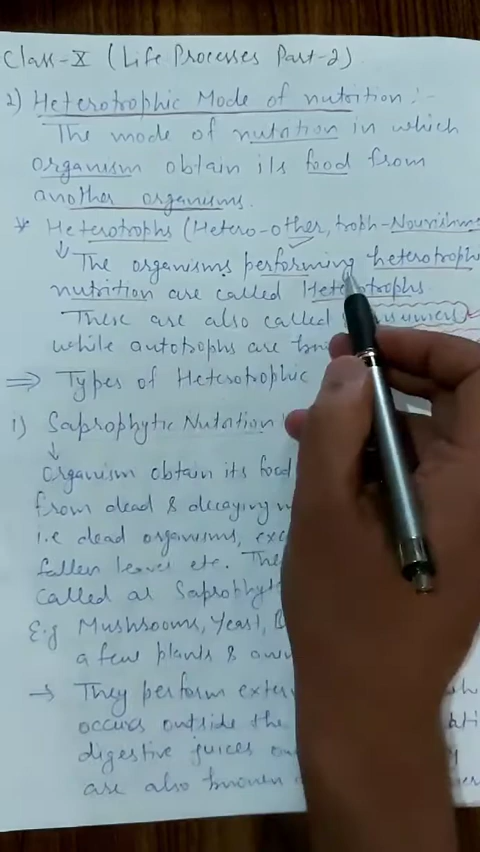 Class-X (Life Processes Part-2)
2) Heterotrophic Mode of nutrition :-
The mode of nutrition in which
organism obtain its food from
another organisms.
* Heterotrophs (Hetero-other, troph-Nourishm
The organisms performing heterotroph
nutrition are called Heterotrophs.
These are also called
while autotrophs are
⇒ Types of Heterotrophic
1) Saprophytic Nutrition
Organism obtain its food
from dead & decaying
i.e dead organisms,
fallen leaves etc.
called as
E.g Mushrooms, Yeast,
a few plants &
→ They perform
occurs outside the
digestive juices
are also known